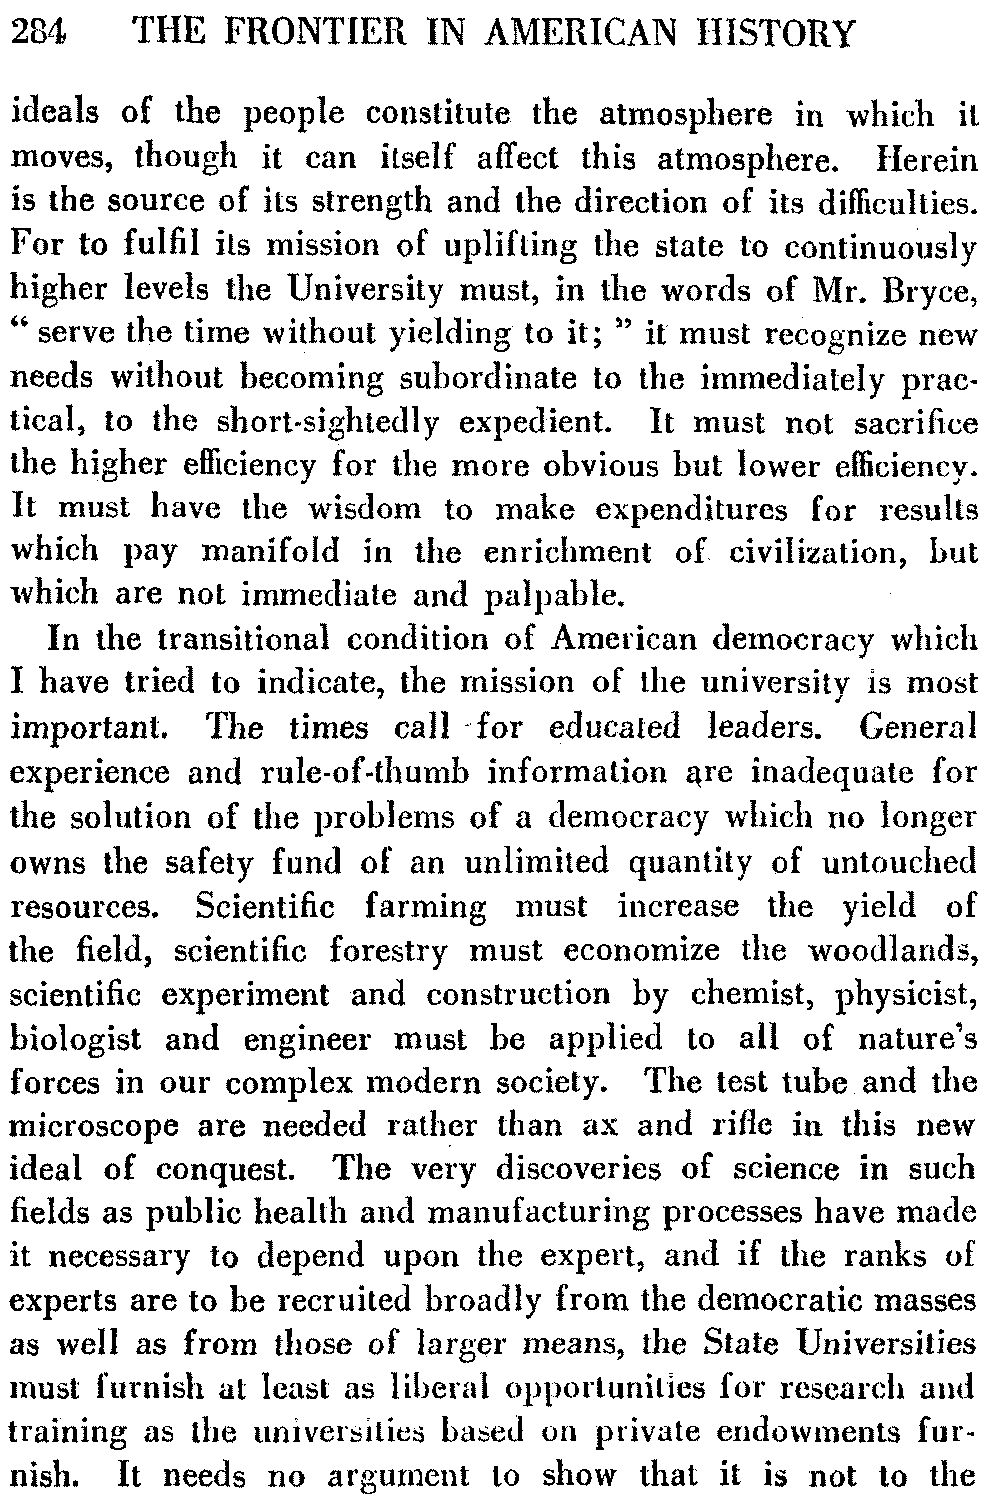 284 THE FRONTIER IN AMERICAN HISTORY
ideals of the people constitute the atmosphere in which it
moves, though it can itself affect this atmosphere. Herein
is the source of its strength and the direction of its difficulties.
For to fulfil its mission of uplifting the state to continuously
higher levels the University must, in the words of Mr. Bryce,
" serve the time without yielding to it; " it must recognize new
needs without becoming subordinate to the immediately prac-
tical, to the short-sightedly expedient. It must not sacrifice
the higher efficiency for the more obvious but lower efficiency.
It must have the wisdom to make expenditures for results
which pay manifold in the enrichment of civilization, but
which are not immediate and palpable.
In the transitional condition of American democracy which
I have tried to indicate, the mission of the university is most
important. The times call for educated leaders. General
experience and rule-of-thumb information are inadequate for
the solution of the problems of a democracy which no longer
owns the safety fund of an unlimited quantity of untouched
resources. Scientific farming must increase the yield of
the field, scientific forestry must economize the woodlands,
scientific experiment and construction by chemist, physicist,
biologist and engineer must be applied to all of nature's
forces in our complex modern society. The test tube and the
microscope are needed rather than ax and rifle in this new
ideal of conquest. The very discoveries of science in such
fields as public health and manufacturing processes have made
it necessary to depend upon the expert, and if the ranks of
experts are to be recruited broadly from the democratic masses
as well as from those of larger means, the State Universities
must furnish at least as liberal opportunities for research and
training as the universities based on private endowments fur-
nish. It needs no argument to show that it is not to the